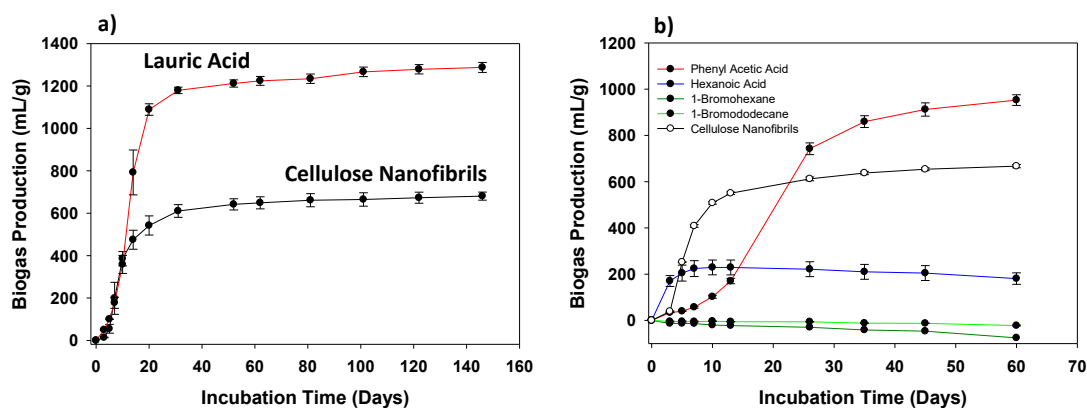 a)
1400
1200
1000
800
600
400
200
0
Lauric Acid
Cellulose Nanofibrils
0 20 40 60 80 100 120 140 160
Incubation Time (Days)
Biogas Production (mL/g)
b)
1200
1000
800
600
400
200
0
Phenyl Acetic Acid
Hexanoic Acid
1-Bromohexane
1-Bromododecane
Cellulose Nanofibrils
0 10 20 30 40 50 60 70
Incubation Time (Days)
Biogas Production (mL/g)